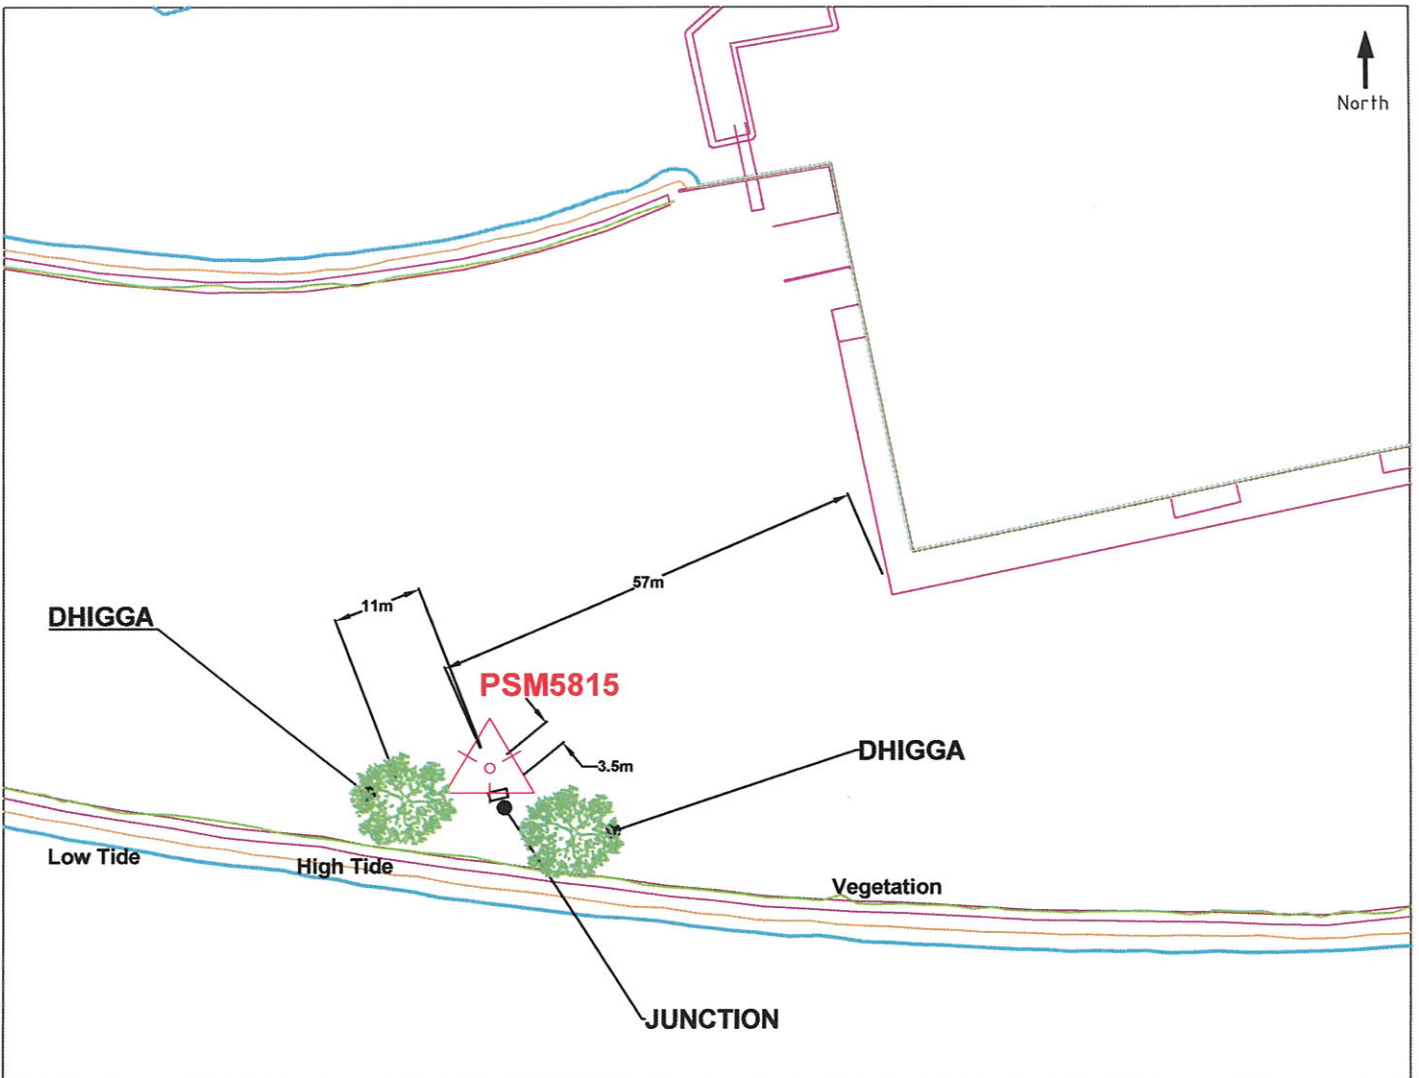 North
57m
11m
DHIGGA
PSM5815
DHIGGA
3.5m
Low Tide
High Tide
Vegetation
JUNCTION